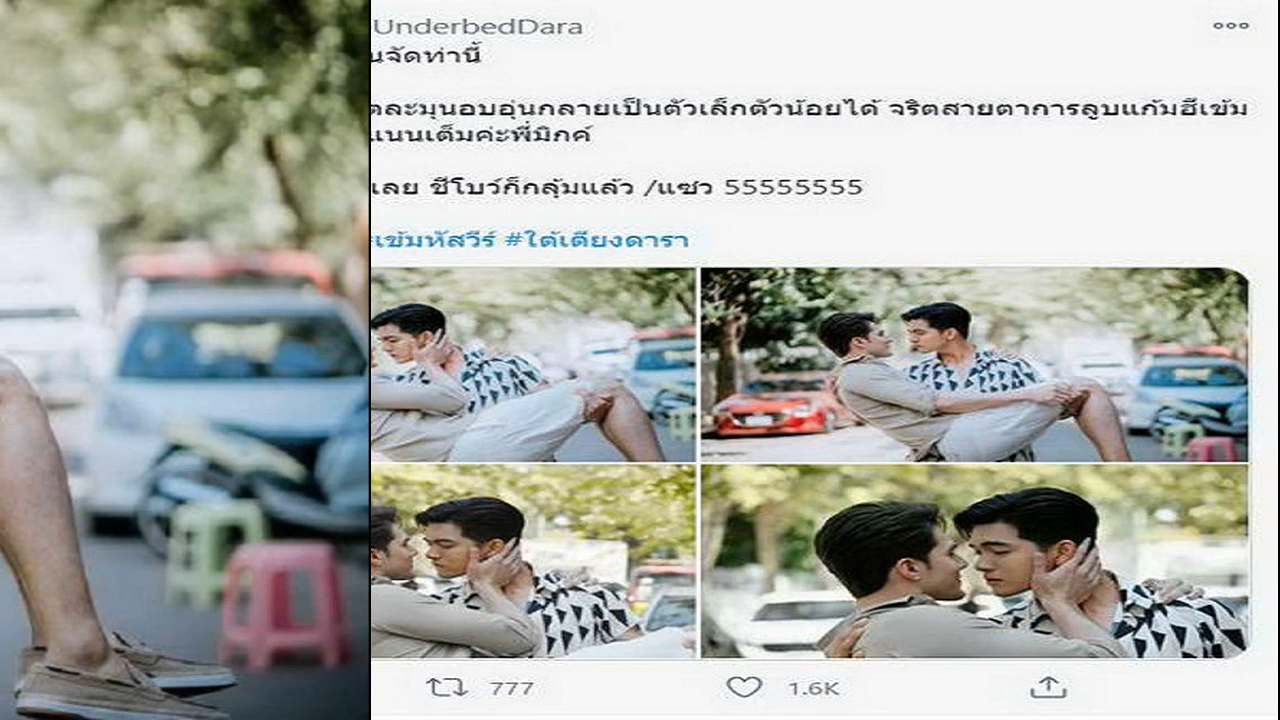 UnderbedDara
นจัดท่านี้
ตละมุนอบอุ่นกลายเป็นตัวเล็กตัวน้อยได้ จริตสายตาการลูบแก้มฮีเข้ม
แนนเต็มค่ะพี่มิกค์
เลย ชีโบว์ก็กลุ้มแล้ว /แซว 55555555
#เข้มหัสวีร์ #ใต้เตียงดารา
777 1.6K